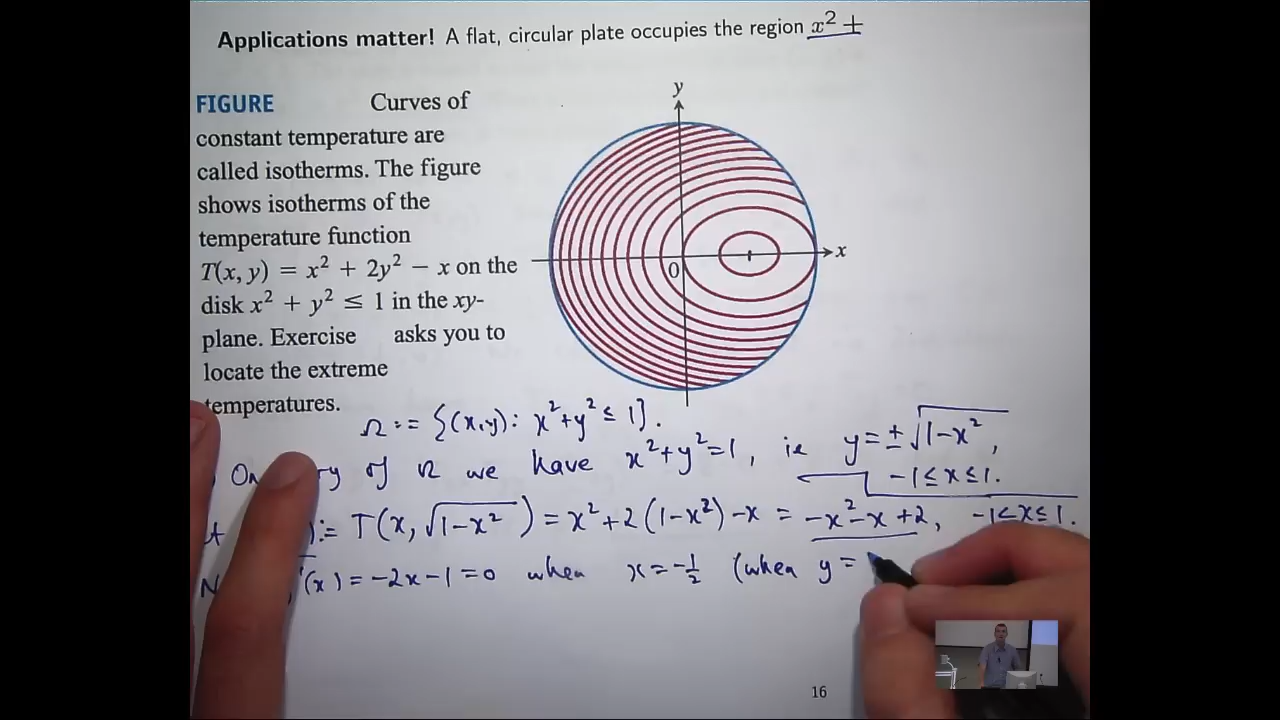 Applications matter! A flat, circular plate occupies the region x² +
FIGURE Curves of
constant temperature are
called isotherms. The figure
shows isotherms of the
temperature function
T(x, y) = x² + 2y² − x on the
disk x² + y² ≤ 1 in the xy-
plane. Exercise asks you to
locate the extreme
temperatures.
y
x
0
Ω := {(x,y): x²+y² ≤ 1}.
On ry of Ω we have x²+y²=1, ie y=±√(1−x²),
−1≤x≤1.
:= T(x, √(1−x²)) = x²+2(1−x²)−x = −x²−x+2, −1≤x≤1.
'(x) = −2x−1=0 when x=−1/2 (when y =
16